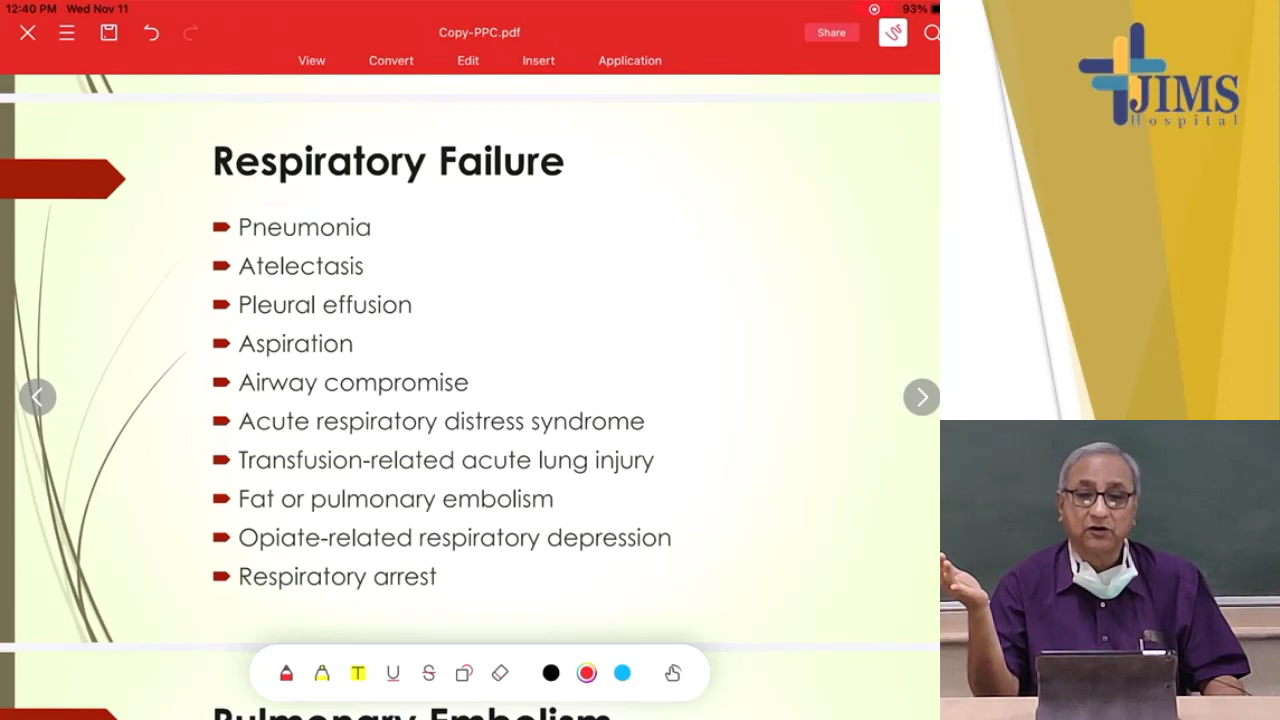 12:40 PM Wed Nov 11
93%
Copy-PPC.pdf
Share
View Convert Edit Insert Application
Respiratory Failure
Pneumonia
Atelectasis
Pleural effusion
Aspiration
Airway compromise
Acute respiratory distress syndrome
Transfusion-related acute lung injury
Fat or pulmonary embolism
Opiate-related respiratory depression
Respiratory arrest
T U S
Pulmonary Embolism
JIMS
Hospital